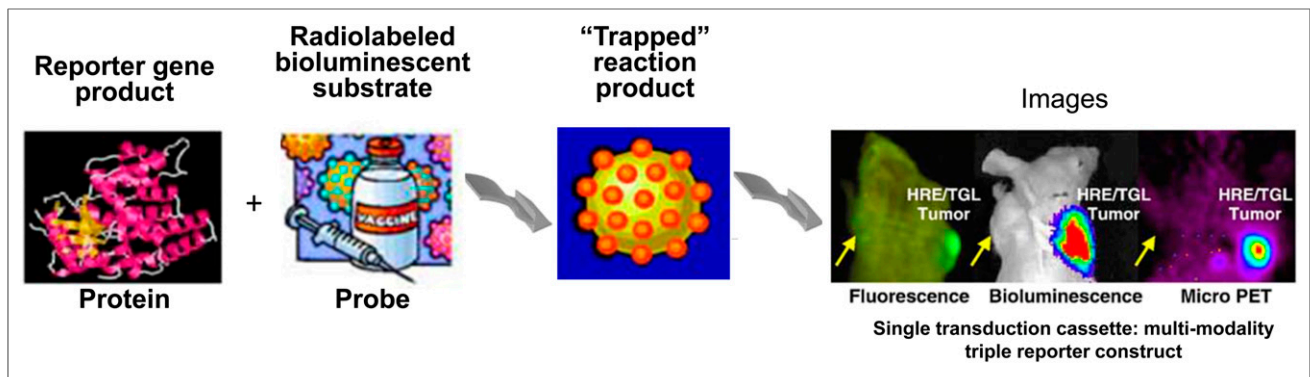 Reporter gene
product
Radiolabeled
bioluminescent
substrate
“Trapped”
reaction
product
Images
+
VACCINE
HRE/TGL
Tumor
HRE/TGL
Tumor
HRE/TGL
Tumor
Protein
Probe
Fluorescence
Bioluminescence
Micro PET
Single transduction cassette: multi-modality
triple reporter construct